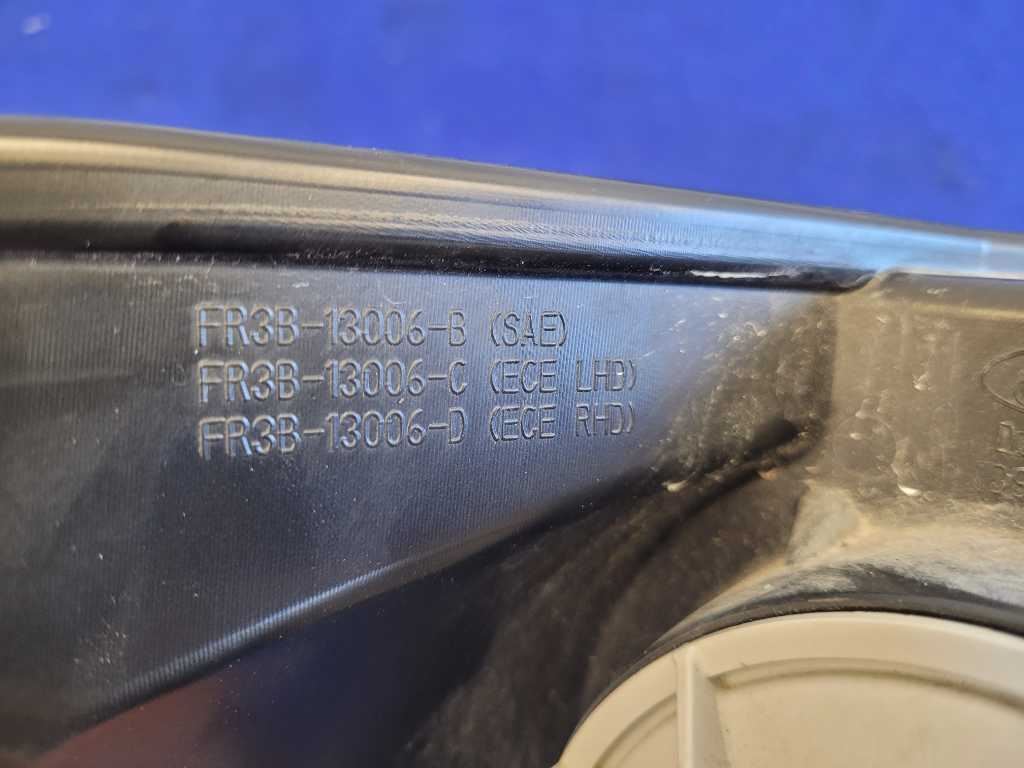 FR3B-13006-B (SAE)
FR3B-13006-C (ECE LHD)
FR3B-13006-D (ECE RHD)